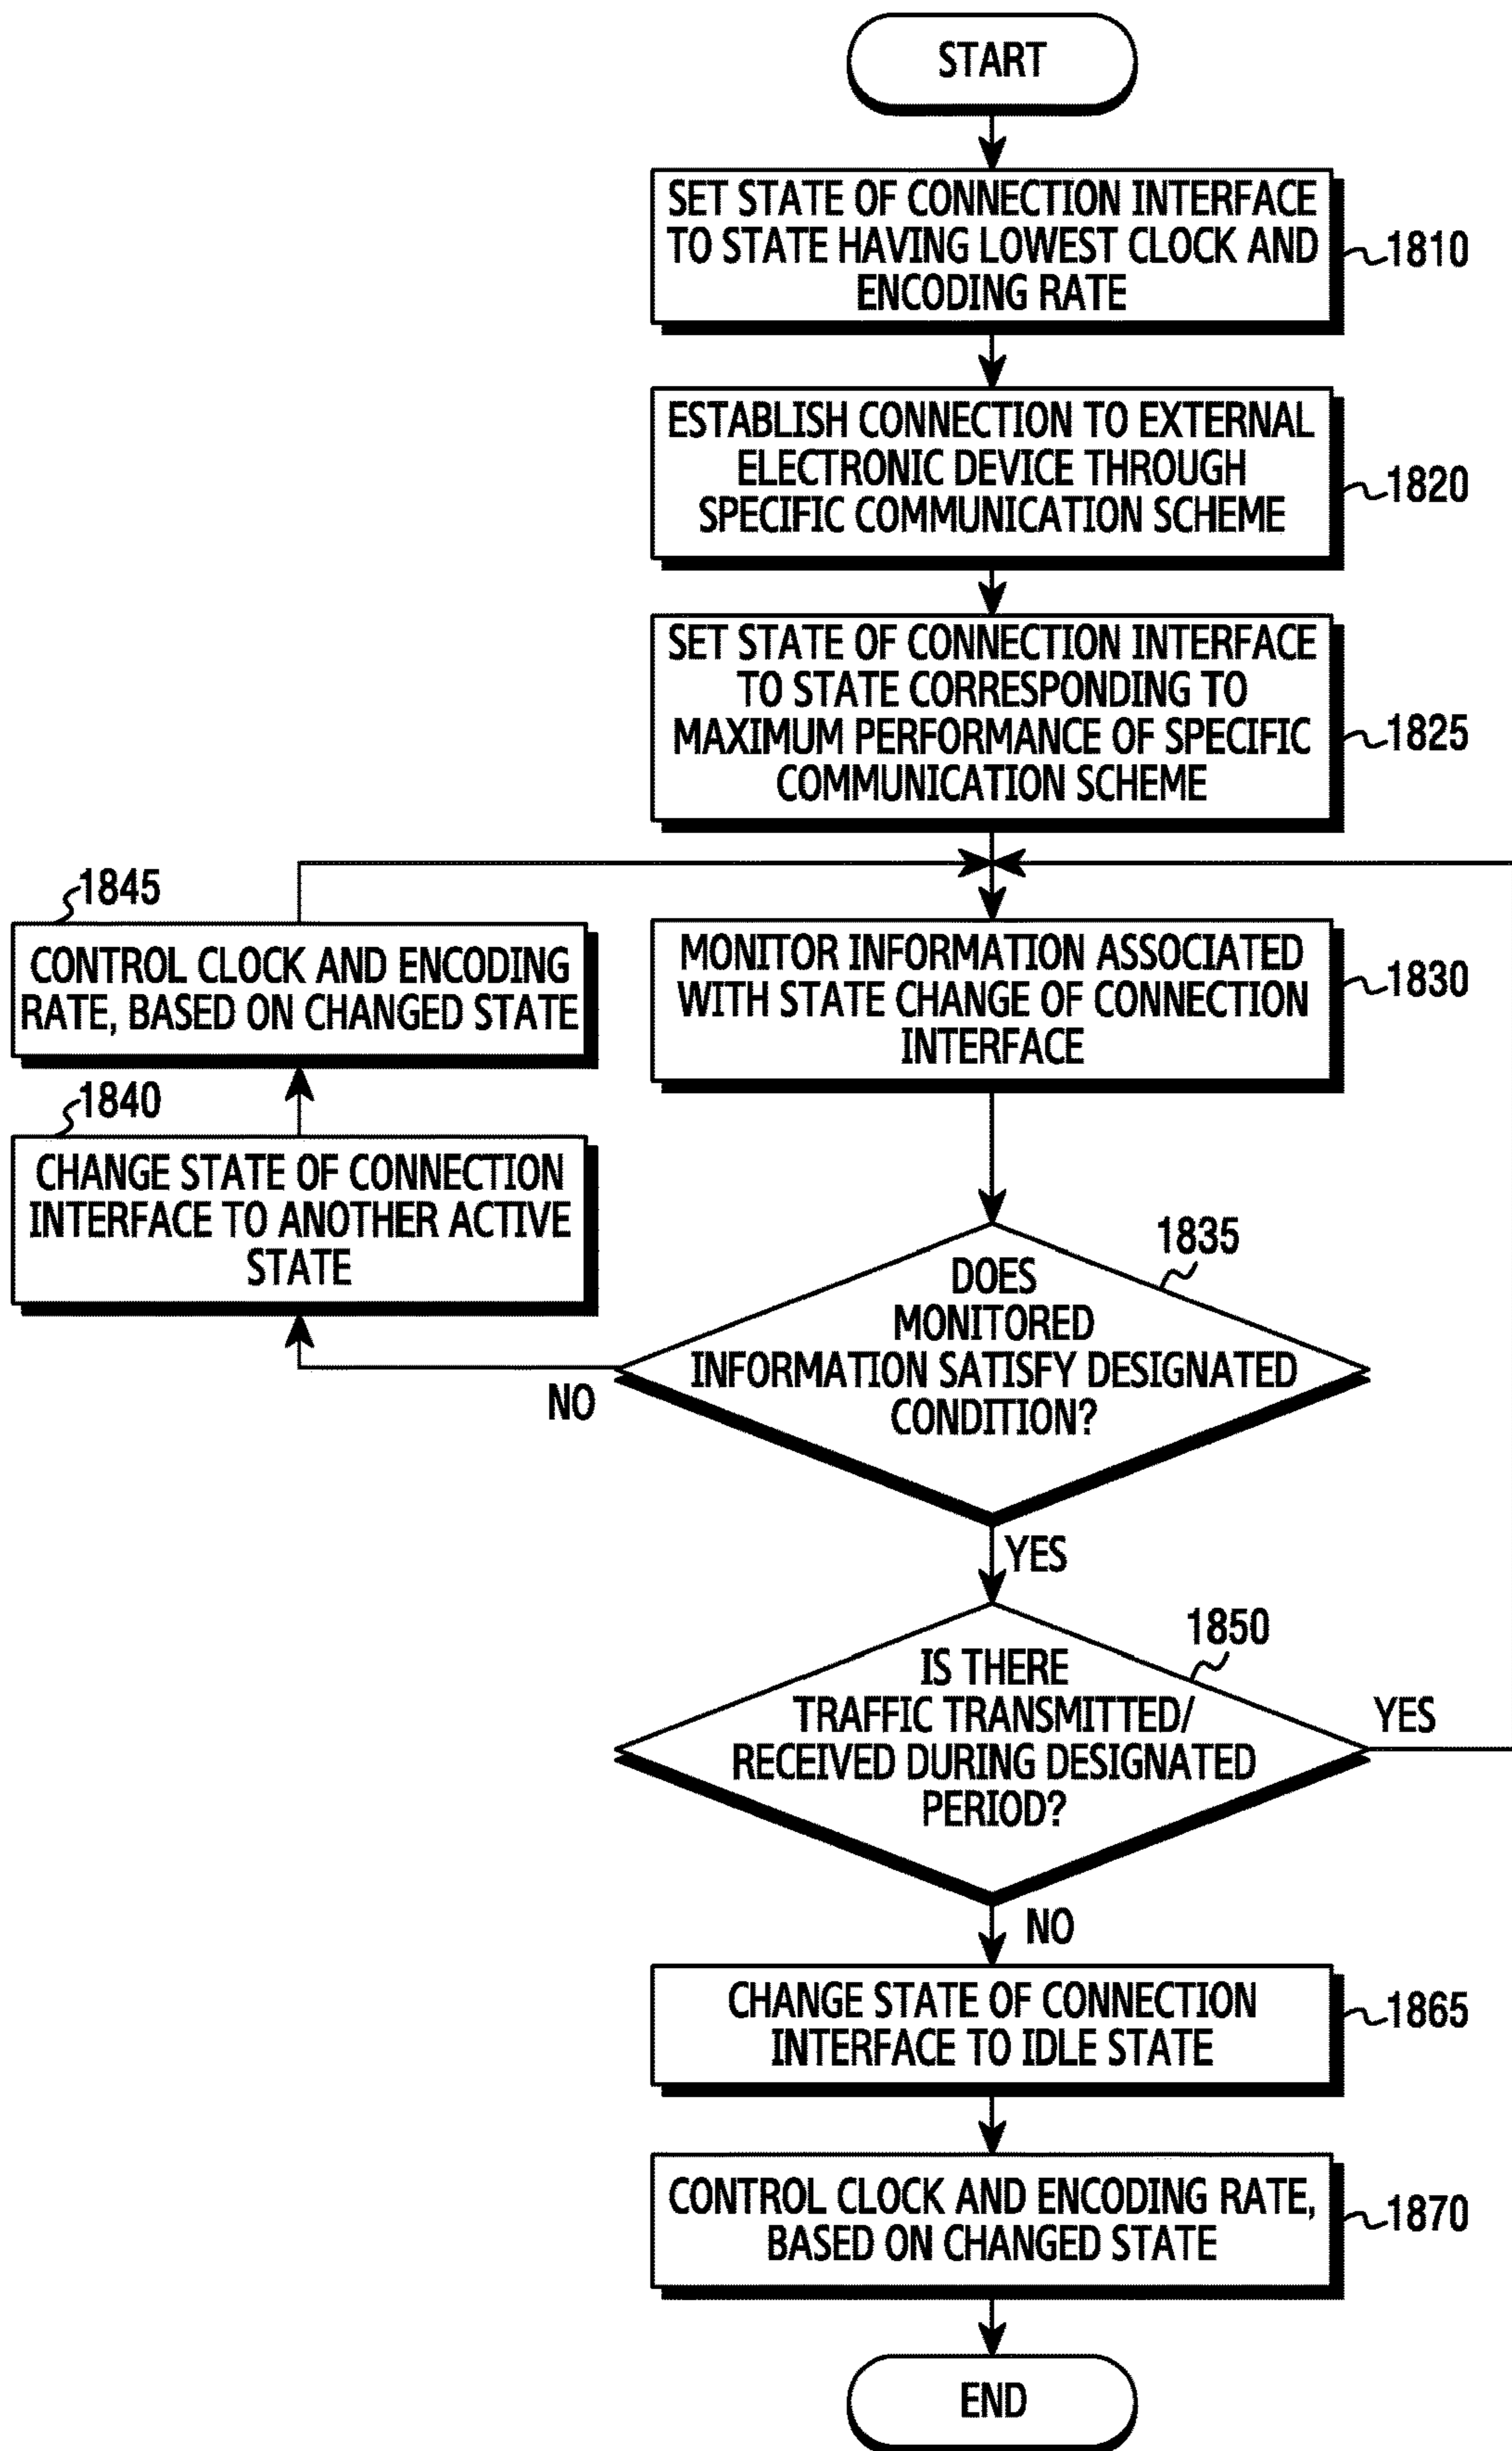 START
SET STATE OF CONNECTION INTERFACE
TO STATE HAVING LOWEST CLOCK AND
ENCODING RATE
1810
ESTABLISH CONNECTION TO EXTERNAL
ELECTRONIC DEVICE THROUGH
SPECIFIC COMMUNICATION SCHEME
1820
SET STATE OF CONNECTION INTERFACE
TO STATE CORRESPONDING TO
MAXIMUM PERFORMANCE OF SPECIFIC
COMMUNICATION SCHEME
1825
1845
CONTROL CLOCK AND ENCODING
RATE, BASED ON CHANGED STATE
MONITOR INFORMATION ASSOCIATED
WITH STATE CHANGE OF CONNECTION
INTERFACE
1830
1840
CHANGE STATE OF CONNECTION
INTERFACE TO ANOTHER ACTIVE
STATE
1835
DOES
MONITORED
INFORMATION SATISFY DESIGNATED
CONDITION?
NO
YES
1850
IS THERE
TRAFFIC TRANSMITTED/
RECEIVED DURING DESIGNATED
PERIOD?
YES
NO
CHANGE STATE OF CONNECTION
INTERFACE TO IDLE STATE
1865
CONTROL CLOCK AND ENCODING RATE,
BASED ON CHANGED STATE
1870
END